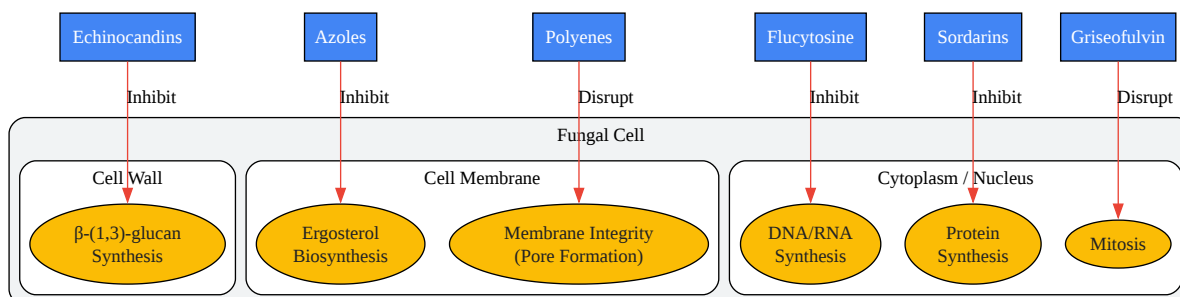 Echinocandins
Azoles
Polyenes
Flucytosine
Sordarins
Griseofulvin
Inhibit
Inhibit
Disrupt
Inhibit
Inhibit
Disrupt
Fungal Cell
Cell Wall
Cell Membrane
Cytoplasm / Nucleus
β-(1,3)-glucan
Synthesis
Ergosterol
Biosynthesis
Membrane Integrity
(Pore Formation)
DNA/RNA
Synthesis
Protein
Synthesis
Mitosis